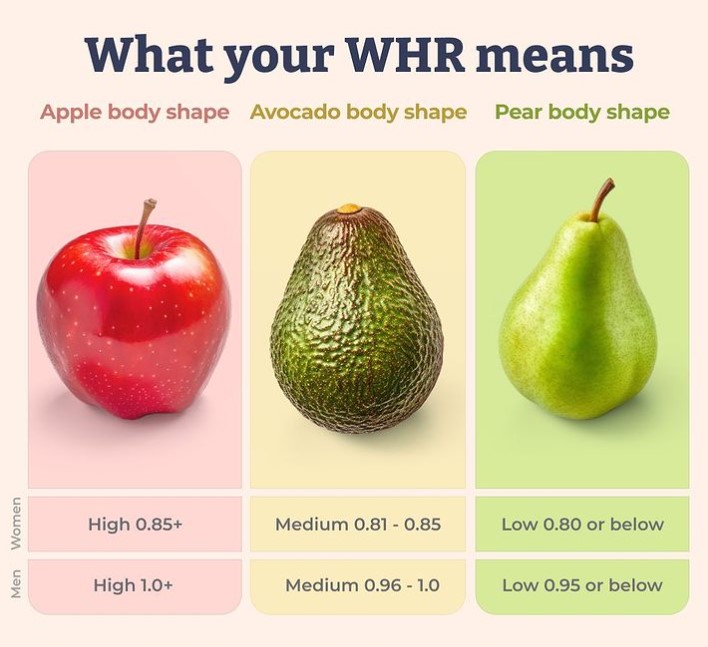 What your WHR means
Apple body shape
Avocado body shape
Pear body shape
Women
High 0.85+
Medium 0.81 - 0.85
Low 0.80 or below
Men
High 1.0+
Medium 0.96 - 1.0
Low 0.95 or below